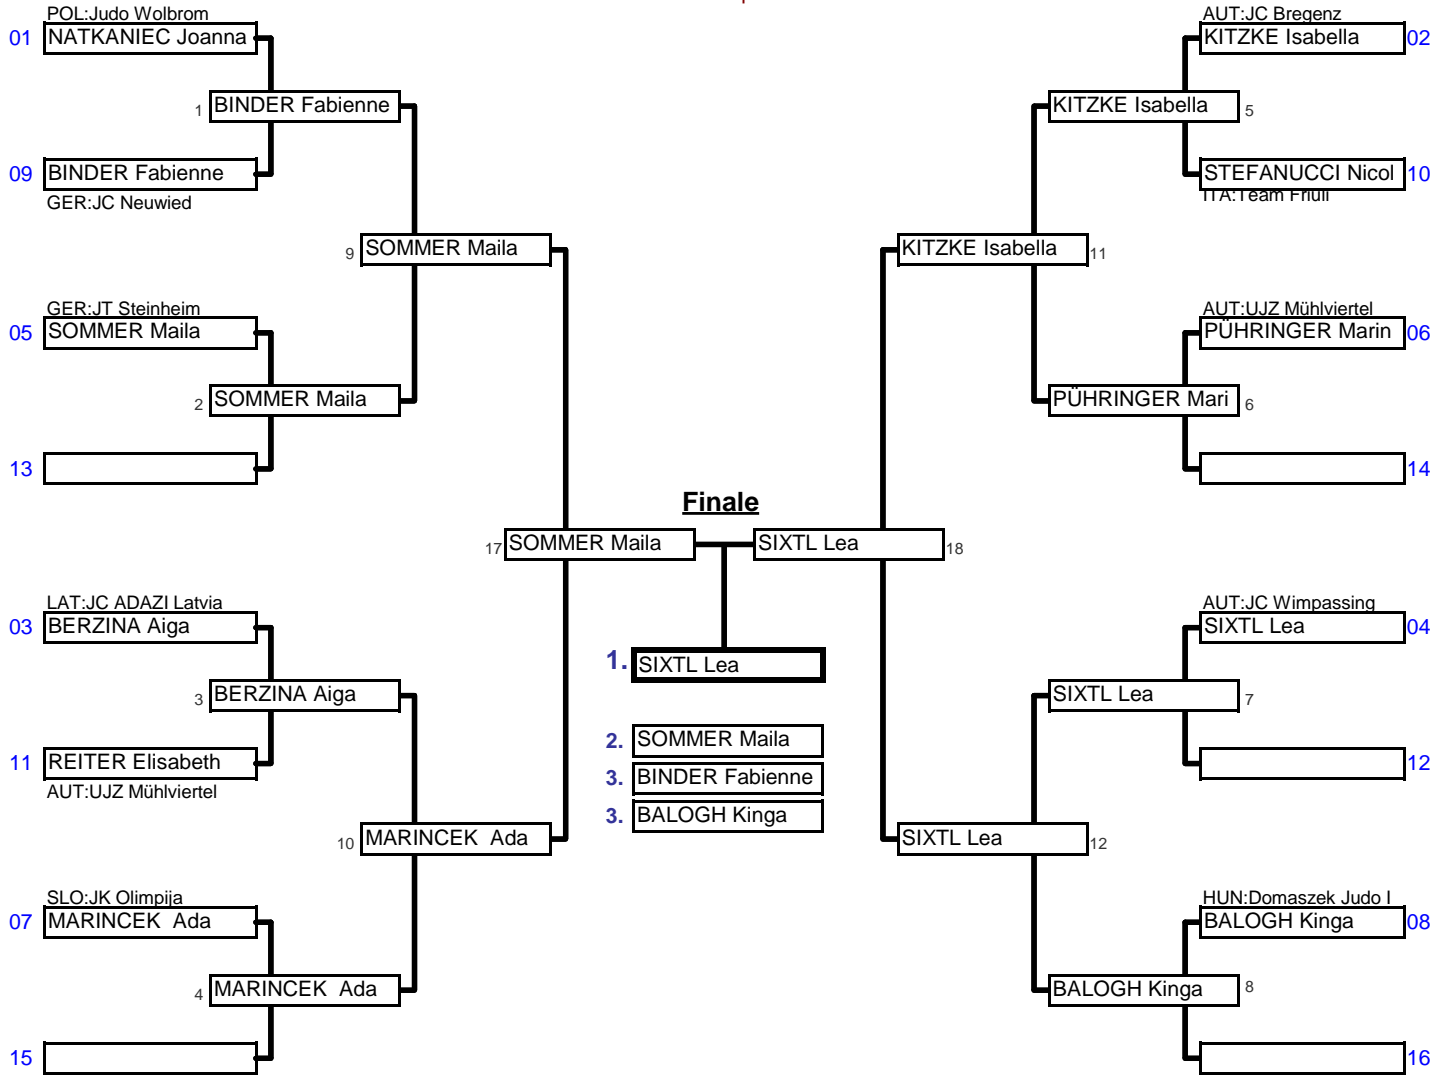 POL:Judo Wolbrom
01 NATKANIEC Joanna
1 BINDER Fabienne
09 BINDER Fabienne
GER:JC Neuwied
9 SOMMER Maila
GER:JT Steinheim
05 SOMMER Maila
2 SOMMER Maila
13
17 SOMMER Maila
LAT:JC ADAZI Latvia
03 BERZINA Aiga
3 BERZINA Aiga
11 REITER Elisabeth
AUT:UJZ Mühlviertel
10 MARINCEK Ada
SLO:JK Olimpija
07 MARINCEK Ada
4 MARINCEK Ada
15
Finale
1. SIXTL Lea
2. SOMMER Maila
3. BINDER Fabienne
3. BALOGH Kinga
AUT:JC Bregenz
KITZKE Isabella 02
KITZKE Isabella 5
STEFANUCCI Nicol 10
ITA:Team Friuli
KITZKE Isabella 11
AUT:UJZ Mühlviertel
PÜHRINGER Marin 06
PÜHRINGER Mari 6
14
SIXTL Lea 18
AUT:JC Wimpassing
SIXTL Lea 04
SIXTL Lea 7
12
SIXTL Lea 12
HUN:Domaszek Judo I
BALOGH Kinga 08
BALOGH Kinga 8
16